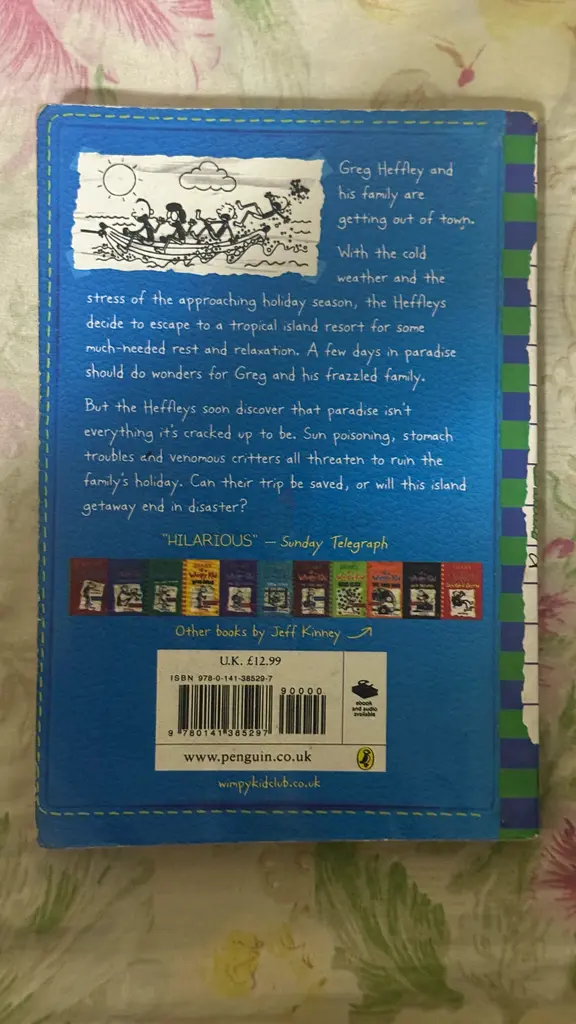 Greg Heffley and
his family are
getting out of town.
With the cold
weather and the
stress of the approaching holiday season, the Heffleys
decide to escape to a tropical island resort for some
much-needed rest and relaxation. A few days in paradise
should do wonders for Greg and his frazzled family.
But the Heffleys soon discover that paradise isn't
everything it's cracked up to be. Sun poisoning, stomach
troubles and venomous critters all threaten to ruin the
family's holiday. Can their trip be saved, or will this island
getaway end in disaster?
"HILARIOUS" — Sunday Telegraph
Other books by Jeff Kinney
U.K. £12.99
ISBN 978-0-141-38529-7
90000
9 780141 385297
ebook
and audio
available
www.penguin.co.uk
wimpykidclub.co.uk